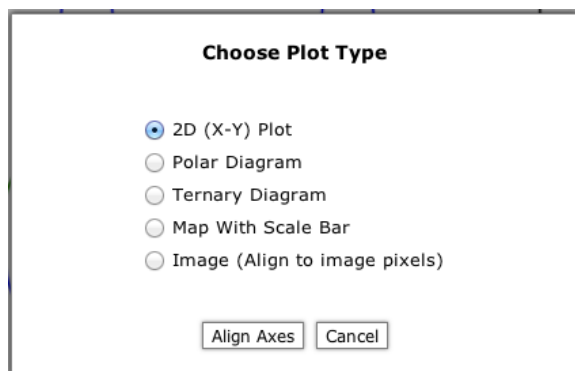 Choose Plot Type
2D (X-Y) Plot
Polar Diagram
Ternary Diagram
Map With Scale Bar
Image (Align to image pixels)
Align Axes Cancel